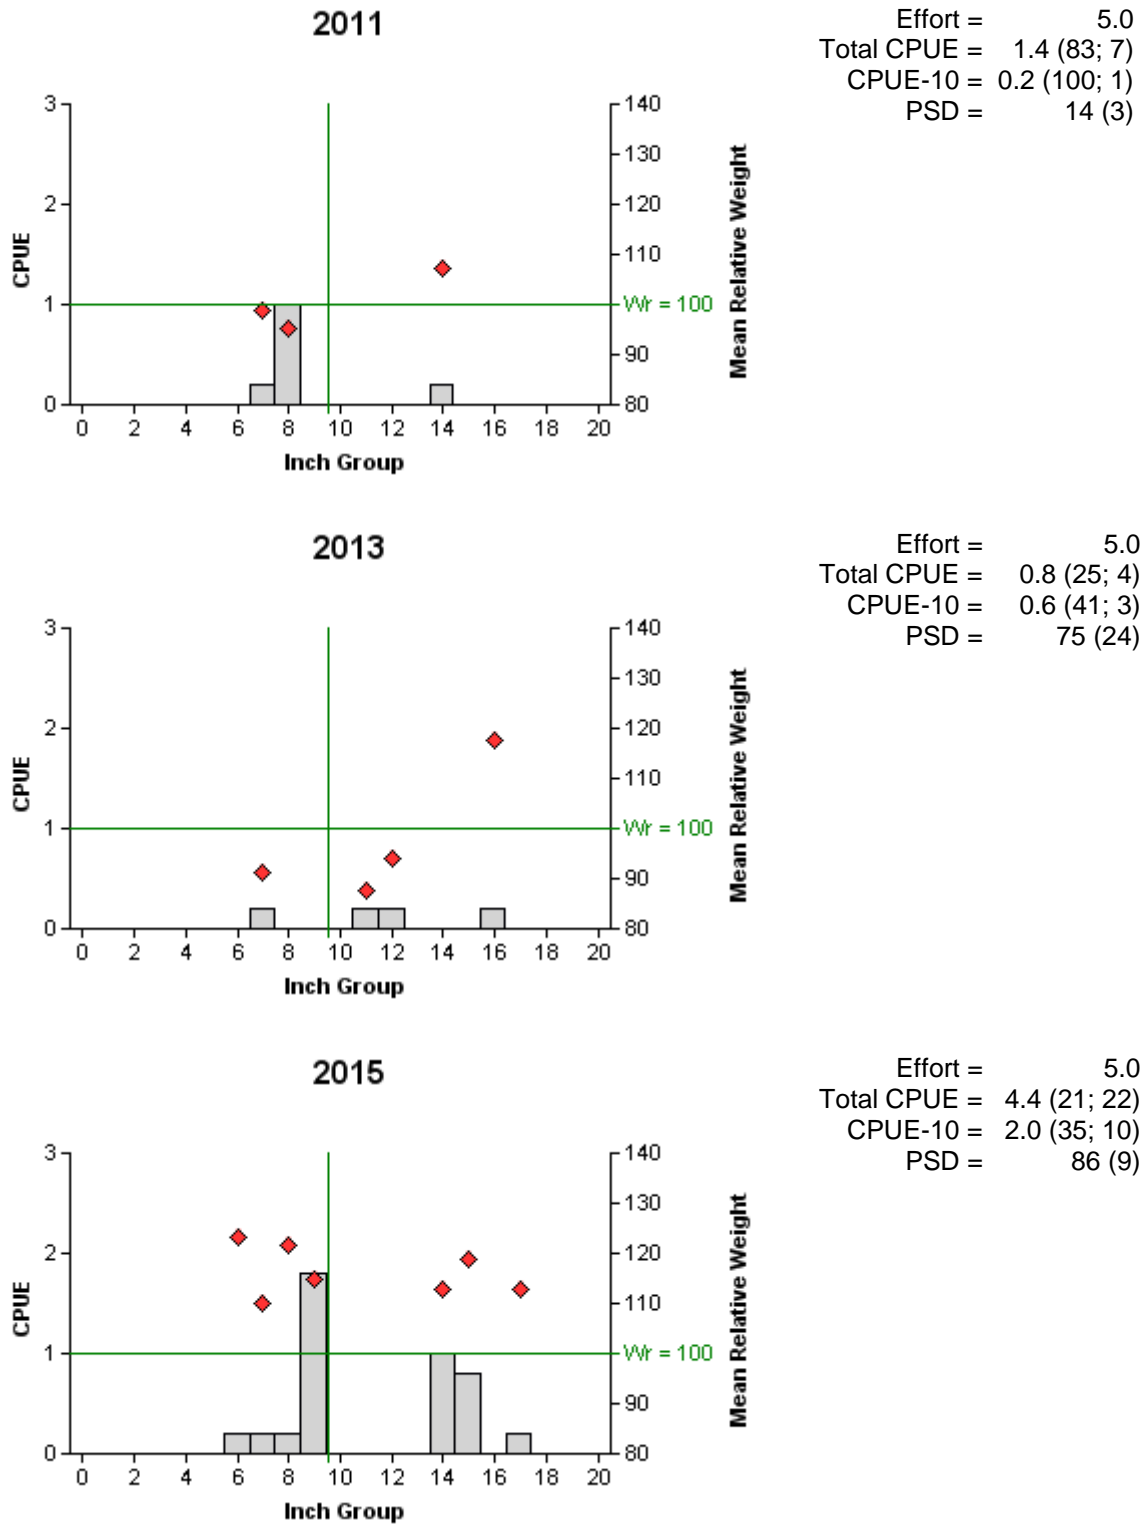 2011
Effort = 5.0
Total CPUE = 1.4 (83; 7)
CPUE-10 = 0.2 (100; 1)
PSD = 14 (3)
3
2
1
0
CPUE
140
130
120
110
Wr = 100
90
80
Mean Relative Weight
0 2 4 6 8 10 12 14 16 18 20
Inch Group
2013
Effort = 5.0
Total CPUE = 0.8 (25; 4)
CPUE-10 = 0.6 (41; 3)
PSD = 75 (24)
3
2
1
0
CPUE
140
130
120
110
Wr = 100
90
80
Mean Relative Weight
0 2 4 6 8 10 12 14 16 18 20
Inch Group
2015
Effort = 5.0
Total CPUE = 4.4 (21; 22)
CPUE-10 = 2.0 (35; 10)
PSD = 86 (9)
3
2
1
0
CPUE
140
130
120
110
Wr = 100
90
80
Mean Relative Weight
0 2 4 6 8 10 12 14 16 18 20
Inch Group